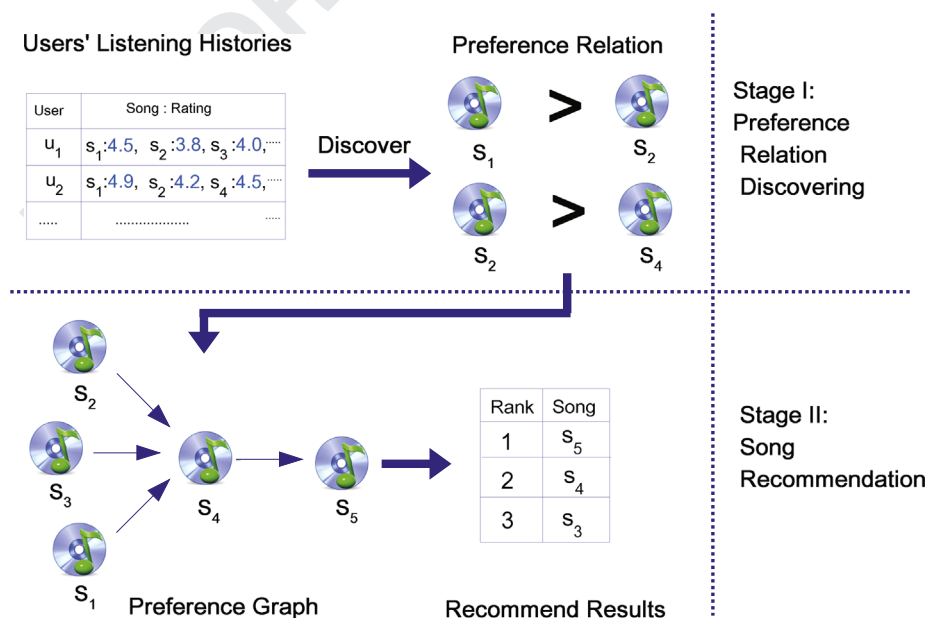 Users' Listening Histories
User Song : Rating
u1 s1:4.5, s2:3.8, s3:4.0,.....
u2 s1:4.9, s2:4.2, s4:4.5,.....
..... ................... .....
Discover
Preference Relation
>
S1 S2
>
S2 S4
Stage I:
Preference
Relation
Discovering
S2
S3
S4
S5
S1
Preference Graph
Rank Song
1 s5
2 s4
3 s3
Recommend Results
Stage II:
Song
Recommendation